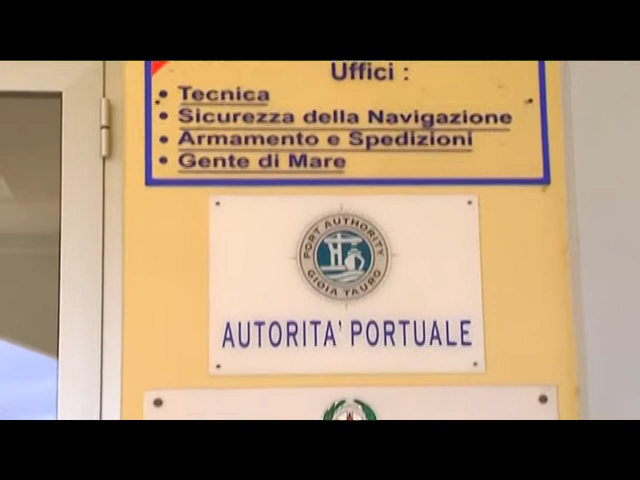 Uffici :
• Tecnica
• Sicurezza della Navigazione
• Armamento e Spedizioni
• Gente di Mare
PORT AUTHORITY
GIOIA TAURO
AUTORITA' PORTUALE